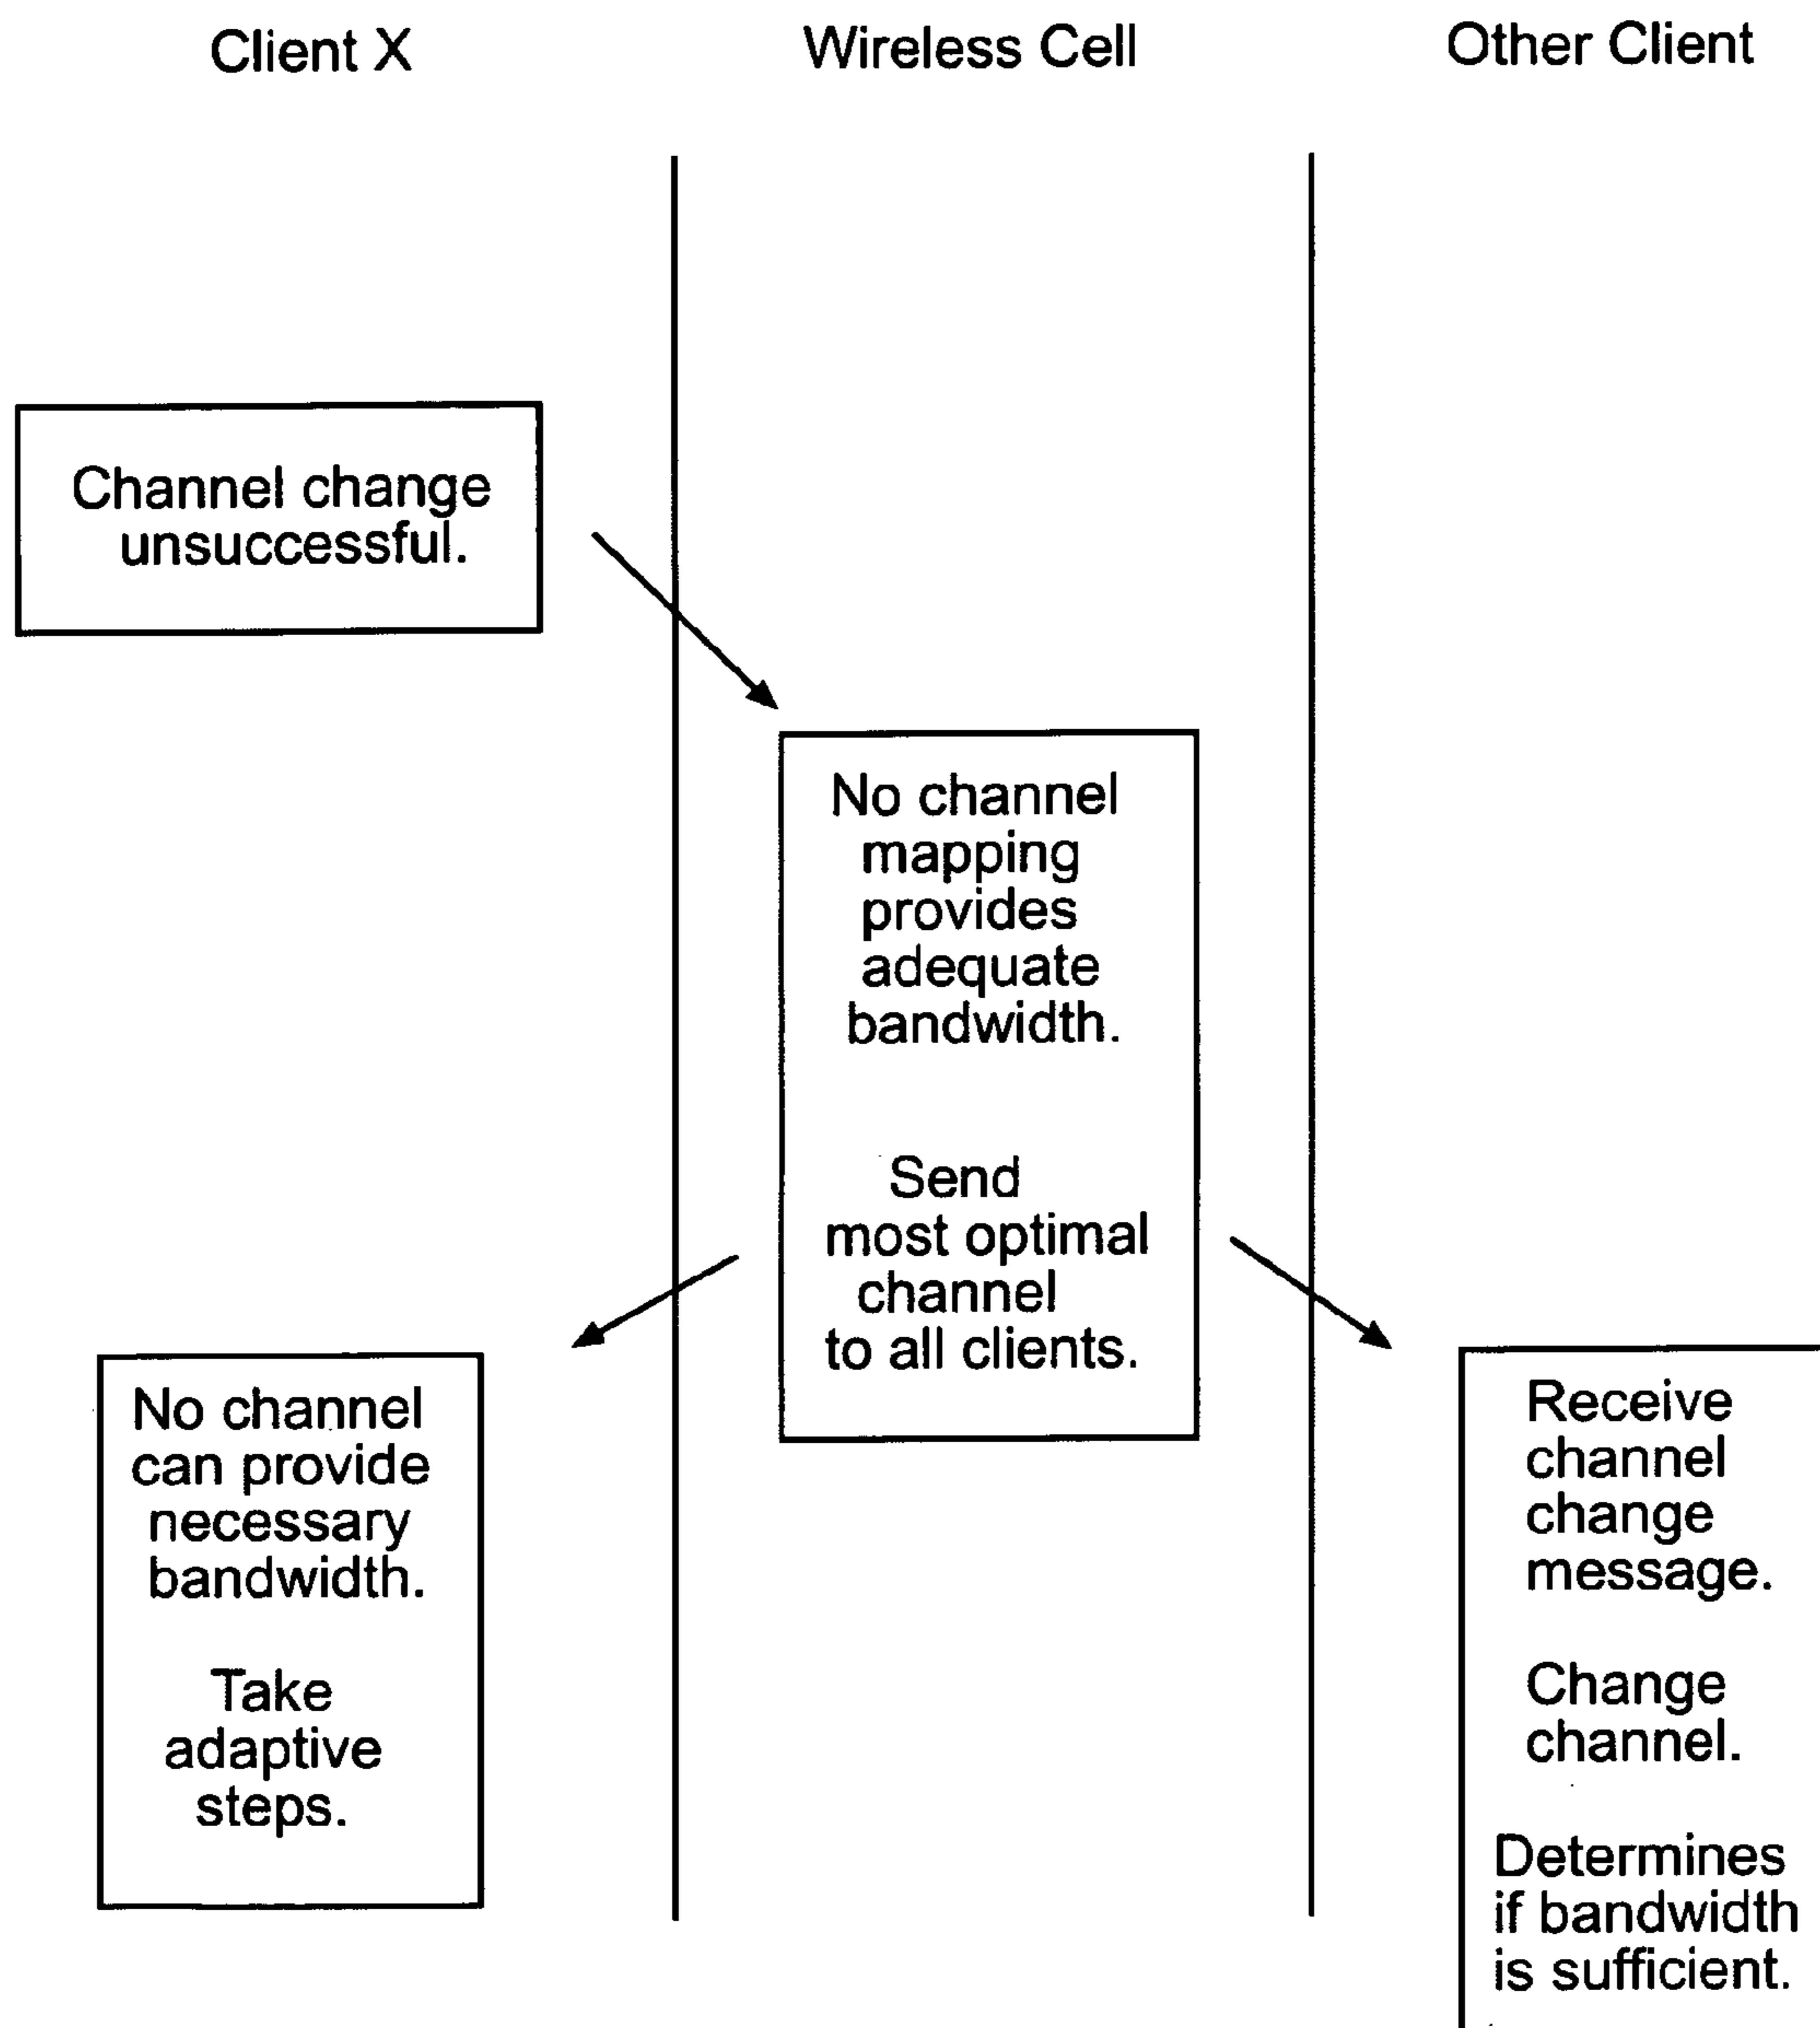 Client X
Wireless Cell
Other Client
Channel change
unsuccessful.
No channel
mapping
provides
adequate
bandwidth.
Send
most optimal
channel
to all clients.
No channel
can provide
necessary
bandwidth.
Take
adaptive
steps.
Receive
channel
change
message.
Change
channel.
Determines
if bandwidth
is sufficient.